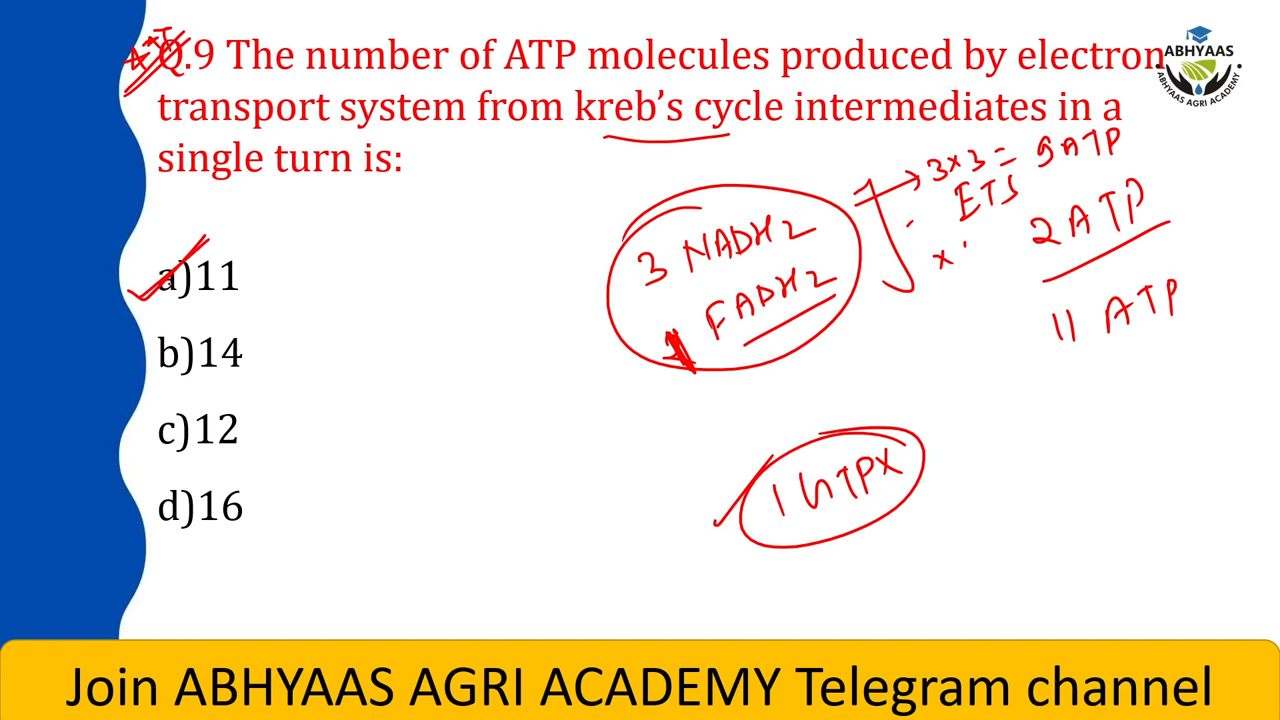 Q.9 The number of ATP molecules produced by electron
transport system from kreb's cycle intermediates in a
single turn is:
a)11
b)14
c)12
d)16
3 NADH2
1 FADH2
3×3 = 9ATP
ETS
2 ATP
11 ATP
1 GTP X
ABHYAAS
ABHYAAS AGRI ACADEMY
Join ABHYAAS AGRI ACADEMY Telegram channel